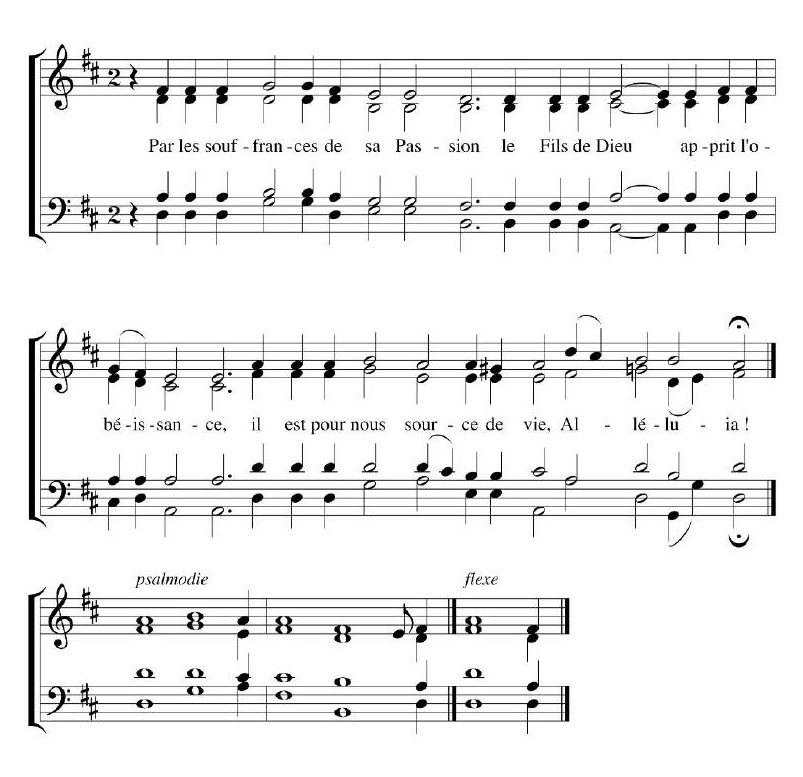 Par les souf - fran - ces de sa Pas - sion le Fils de Dieu ap - prit l'o -
bé - is - san - ce, il est pour nous sour - ce de vie, Al - lé - lu - ia !
psalmodie flexe